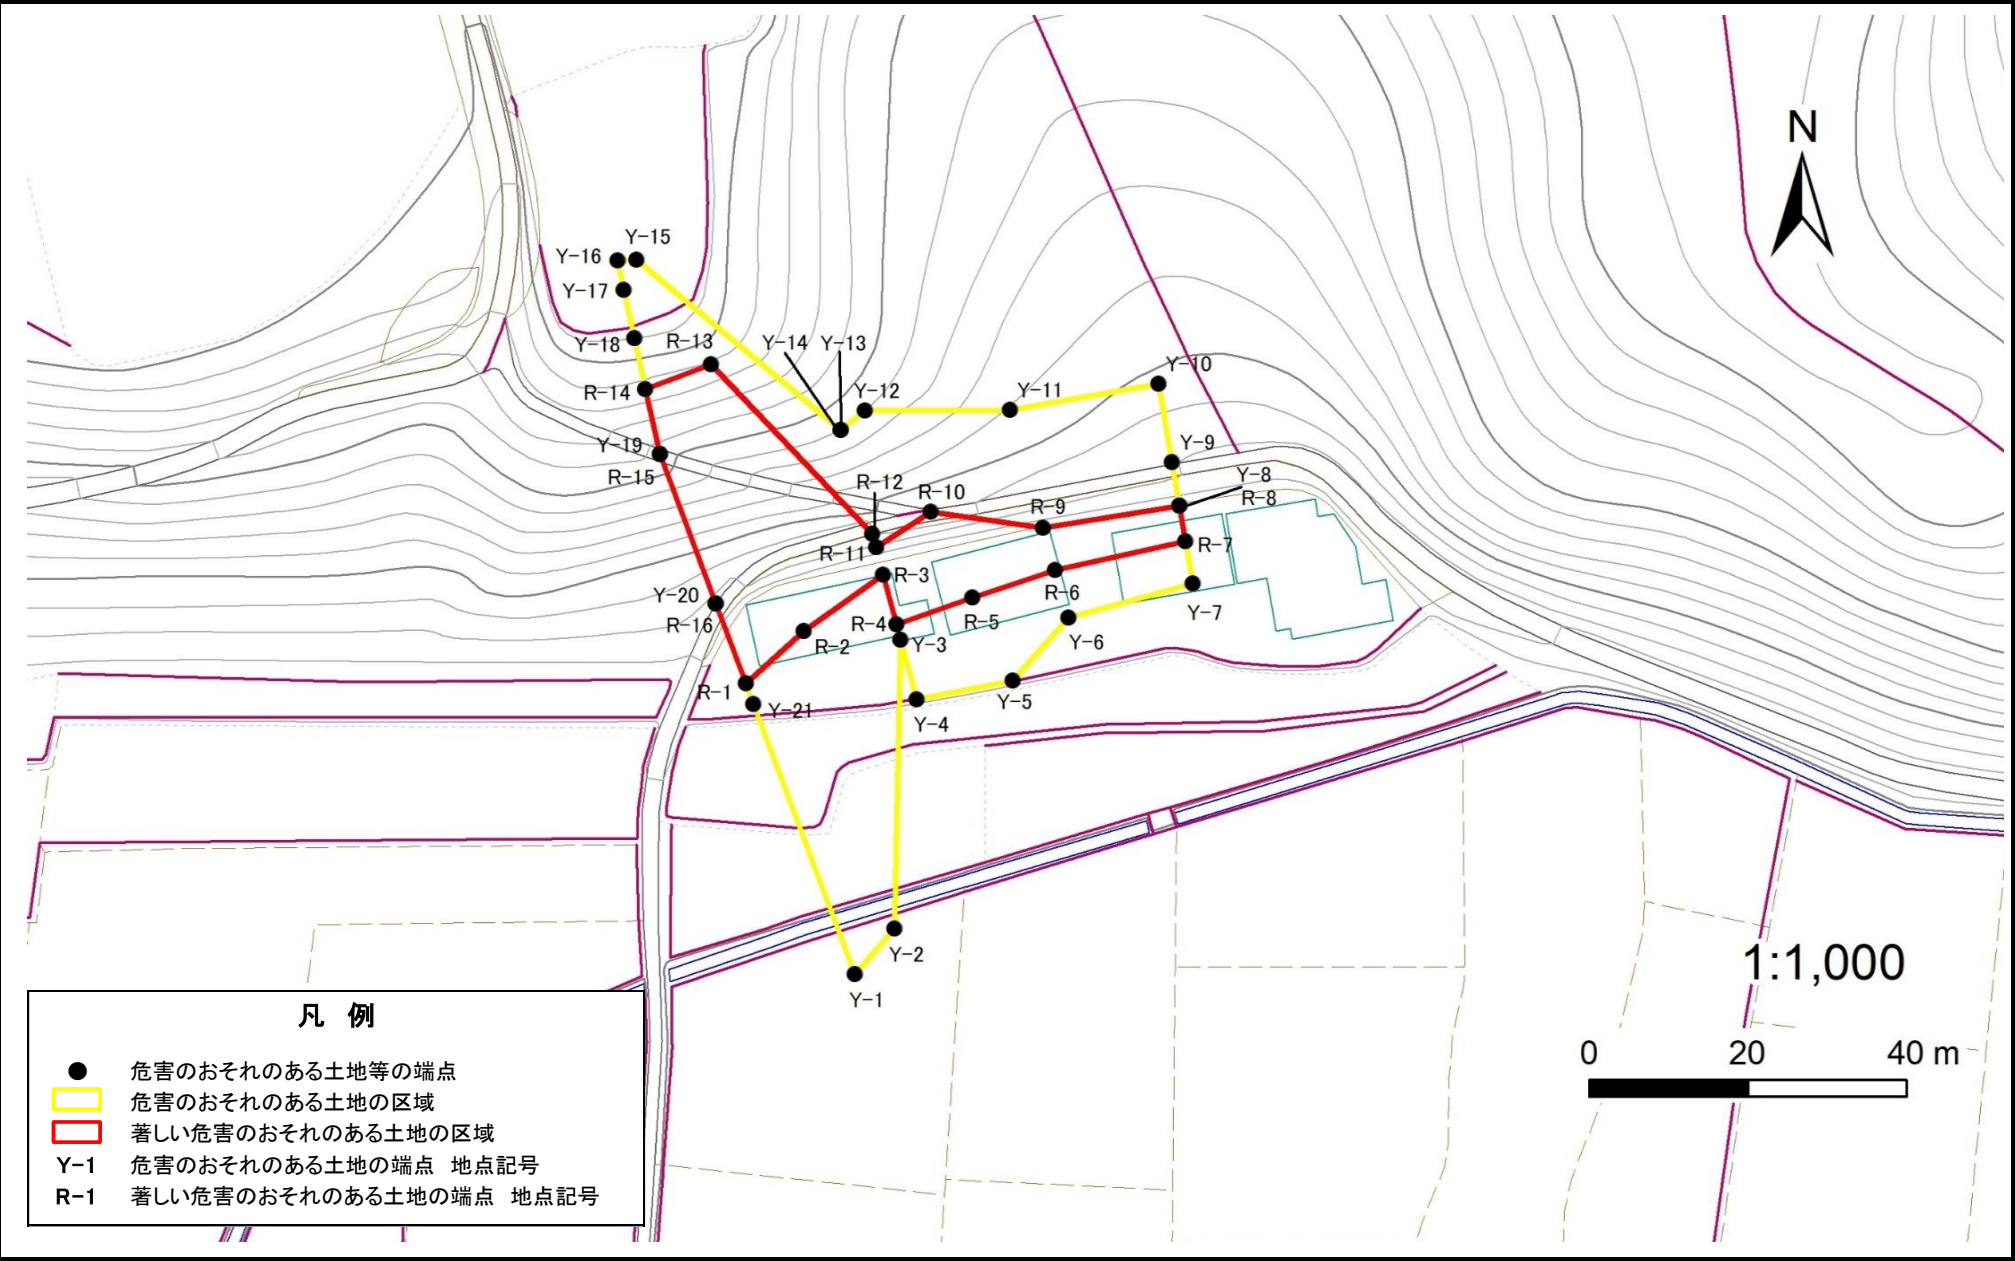 N
Y-15
Y-16
Y-17
Y-18
R-13
Y-14
Y-13
Y-10
R-14
Y-12
Y-11
Y-19
R-15
Y-9
R-12
R-10
R-9
Y-8
R-8
R-11
R-7
R-3
R-6
Y-7
Y-20
R-16
R-4
R-5
R-2
Y-3
Y-6
R-1
Y-21
Y-4
Y-5
Y-2
Y-1
1:1,000
0 20 40 m
凡 例
危害のおそれのある土地等の端点
危害のおそれのある土地の区域
著しい危害のおそれのある土地の区域
Y-1 危害のおそれのある土地の端点 地点記号
R-1 著しい危害のおそれのある土地の端点 地点記号